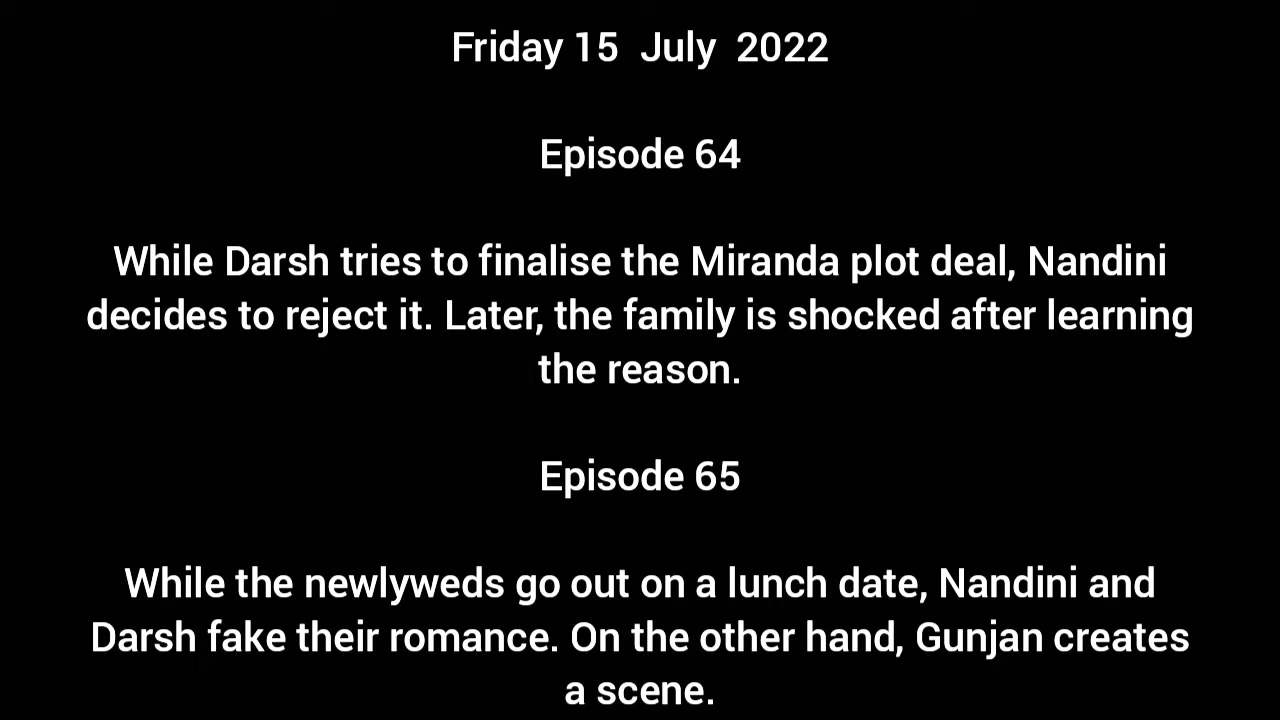 Friday 15 July 2022
Episode 64
While Darsh tries to finalise the Miranda plot deal, Nandini
decides to reject it. Later, the family is shocked after learning
the reason.
Episode 65
While the newlyweds go out on a lunch date, Nandini and
Darsh fake their romance. On the other hand, Gunjan creates
a scene.